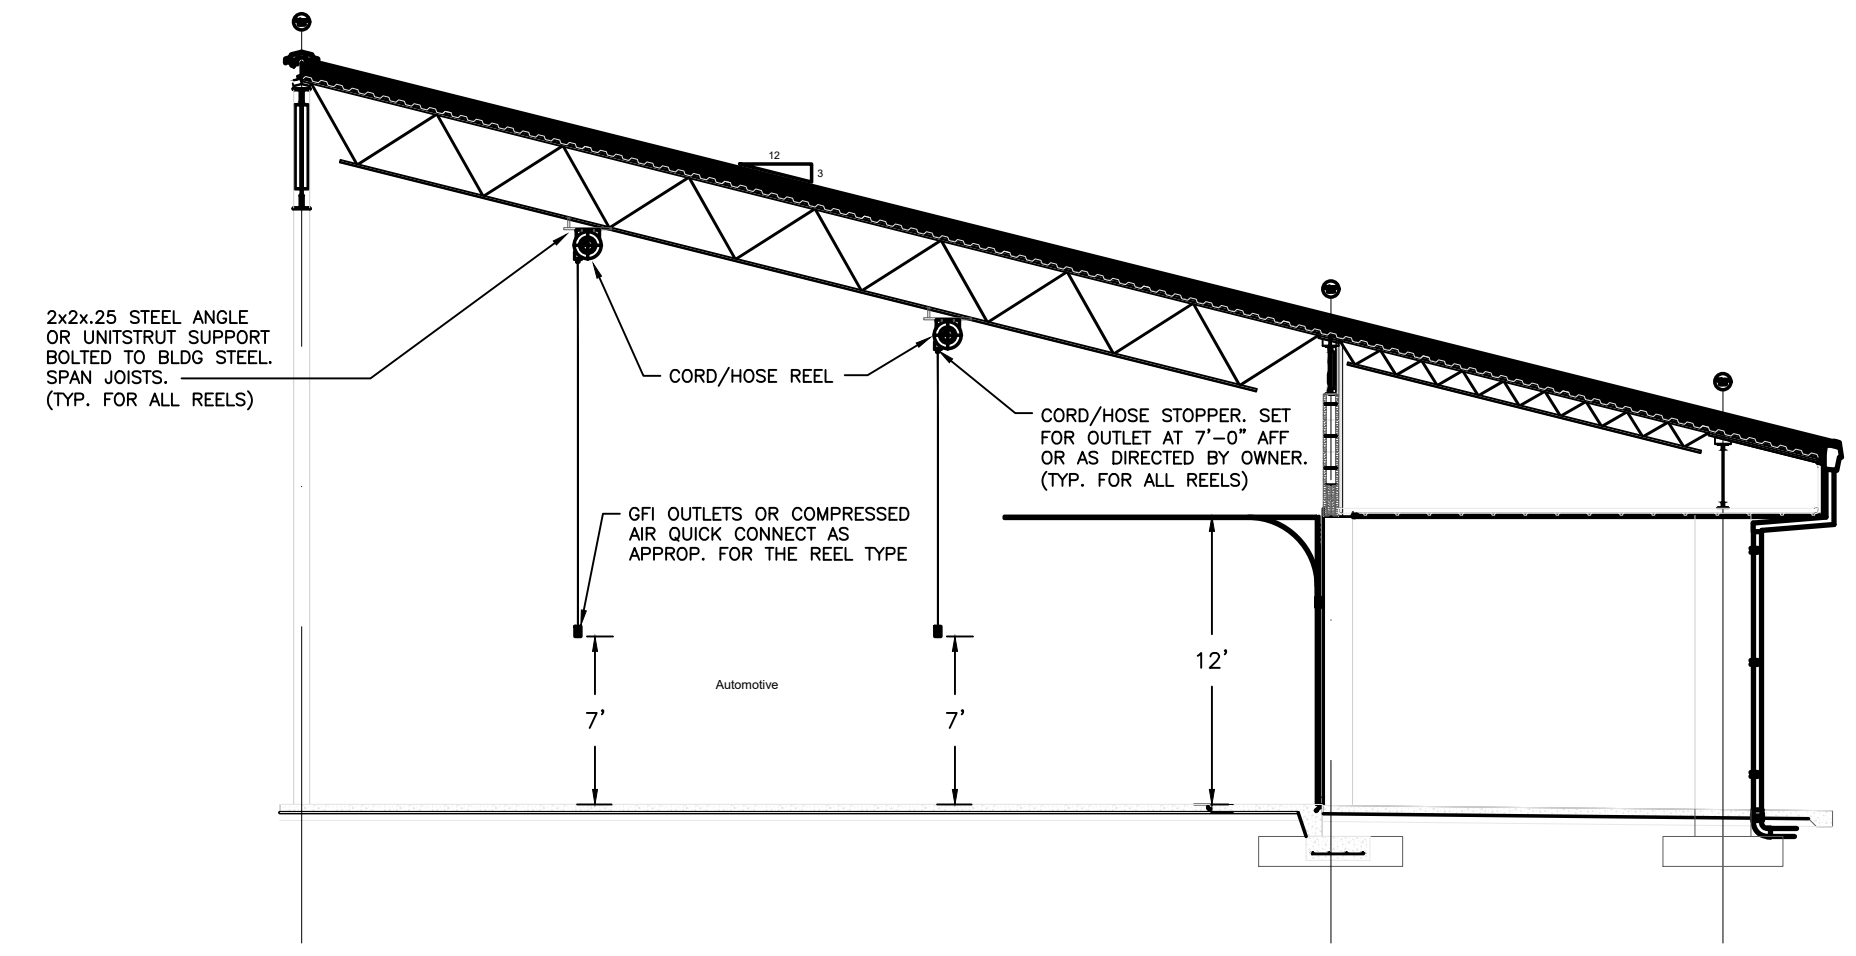 12
3
2x2x.25 STEEL ANGLE
OR UNITSTRUT SUPPORT
BOLTED TO BLDG STEEL.
SPAN JOISTS.
(TYP. FOR ALL REELS)
CORD/HOSE REEL
CORD/HOSE STOPPER. SET
FOR OUTLET AT 7'-0" AFF
OR AS DIRECTED BY OWNER.
(TYP. FOR ALL REELS)
GFI OUTLETS OR COMPRESSED
AIR QUICK CONNECT AS
APPROP. FOR THE REEL TYPE
12'
Automotive
7'
7'